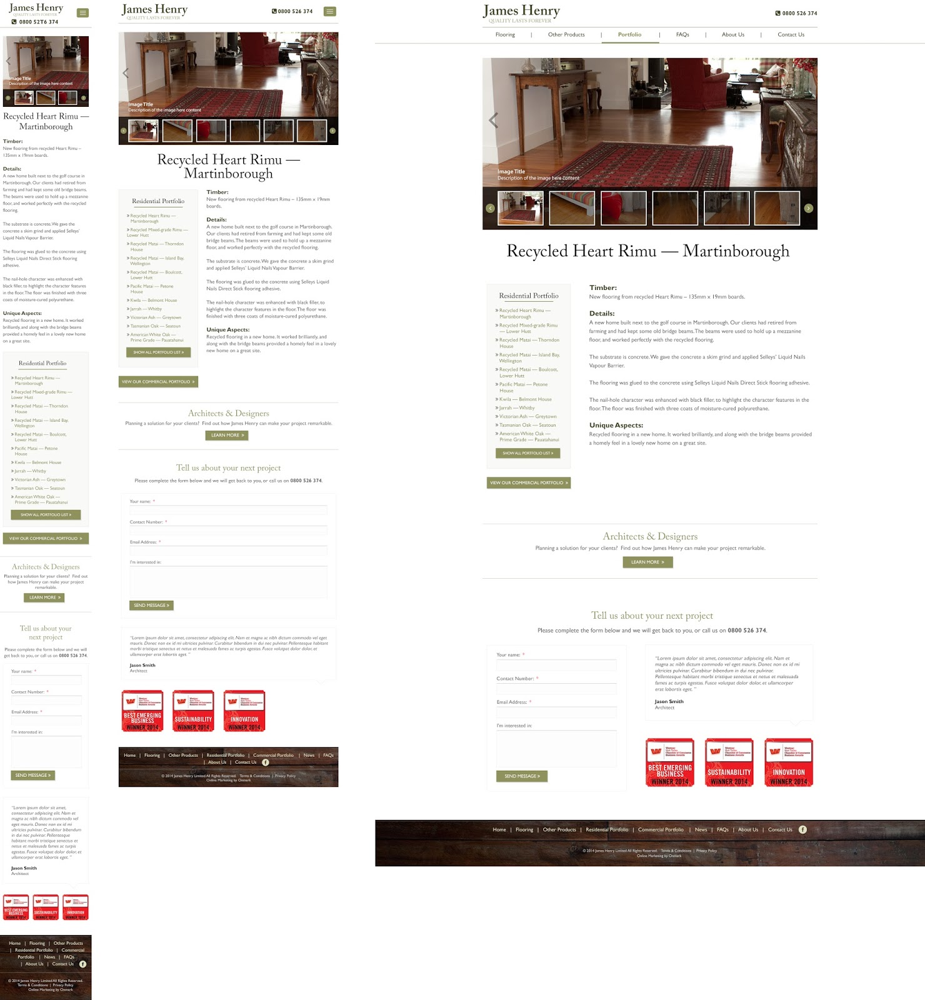 James Henry
QUALITY LASTS FOREVER
0800 52T6 374
Image Title
Description of the image here content
Recycled Heart Rimu —
Martinborough
Timber:
New flooring from recycled Heart Rimu –
135mm x 19mm boards.
Details:
A new home built next to the golf course in
Martinborough. Our clients had retired from
farming and had kept some old bridge beams.
The beams were used to hold up a mezzanine
floor, and worked perfectly with the recycled
flooring.
The substrate is concrete. We gave the
concrete a skim grind and applied Selleys'
Liquid Nails Vapour Barrier.
The flooring was glued to the concrete using
Selleys Liquid Nails Direct Stick flooring
adhesive.
The nail-hole character was enhanced with
black filler, to highlight the character features
in the floor. The floor was finished with three
coats of moisture-cured polyurethane.
Unique Aspects:
Recycled flooring in a new home. It worked
brilliantly, and along with the bridge beams
provided a homely feel in a lovely new home
on a great site.
Residential Portfolio
» Recycled Heart Rimu —
Martinborough
» Recycled Mixed-grade Rimu —
Lower Hutt
» Recycled Matai — Thorndon
House
» Recycled Matai — Island Bay,
Wellington
» Recycled Matai — Boulcott,
Lower Hutt
» Pacific Matai — Petone
House
» Kwila — Belmont House
» Jarrah — Whitby
» Victorian Ash — Greytown
» Tasmanian Oak — Seatoun
» American White Oak —
Prime Grade — Pauatahanui
SHOW ALL PORTFOLIO LIST »
VIEW OUR COMMERCIAL PORTFOLIO »
Architects & Designers
Planning a solution for your clients? Find out
how James Henry can make your project
remarkable.
LEARN MORE »
Tell us about your
next project
Please complete the form below and we will
get back to you, or call us on 0800 526 374.
Your name: *
Contact Number: *
Email Address: *
I'm interested in:
SEND MESSAGE »
"Lorem ipsum dolor sit amet,
consectetur adipiscing elit. Nam et
magna ac nibh dictum commodo vel
eget mauris. Donec non ex id mi
ultricies pulvinar. Curabitur bibendum
in dui nec pulvinar. Pellentesque
habitant morbi tristique senectus et
netus et malesuada fames ac turpis
egestas. Fusce volutpat dolor dolor, et
ullamcorper erat lobortis eget. "
Jason Smith
Architect
BEST EMERGING
BUSINESS
WINNER 2014
SUSTAINABILITY
WINNER 2014
INNOVATION
WINNER 2014
Home | Flooring | Other Products
| Residential Portfolio | Commercial
Portfolio | News | FAQs
| About Us | Contact Us f
© 2014 James Henry Limited All Rights Reserved.
Terms & Conditions | Privacy Policy
Online Marketing by Onmark
James Henry
QUALITY LASTS FOREVER
0800 526 374
Image Title
Description of the image here content
Recycled Heart Rimu —
Martinborough
Residential Portfolio
» Recycled Heart Rimu —
Martinborough
» Recycled Mixed-grade Rimu —
Lower Hutt
» Recycled Matai — Thorndon
House
» Recycled Matai — Island Bay,
Wellington
» Recycled Matai — Boulcott,
Lower Hutt
» Pacific Matai — Petone
House
» Kwila — Belmont House
» Jarrah — Whitby
» Victorian Ash — Greytown
» Tasmanian Oak — Seatoun
» American White Oak —
Prime Grade — Pauatahanui
SHOW ALL PORTFOLIO LIST »
VIEW OUR COMMERCIAL PORTFOLIO »
Timber:
New flooring from recycled Heart Rimu – 135mm x 19mm
boards.
Details:
A new home built next to the golf course in Martinborough.
Our clients had retired from farming and had kept some old
bridge beams. The beams were used to hold up a mezzanine
floor, and worked perfectly with the recycled flooring.
The substrate is concrete. We gave the concrete a skim grind
and applied Selleys' Liquid Nails Vapour Barrier.
The flooring was glued to the concrete using Selleys Liquid
Nails Direct Stick flooring adhesive.
The nail-hole character was enhanced with black filler, to
highlight the character features in the floor. The floor was
finished with three coats of moisture-cured polyurethane.
Unique Aspects:
Recycled flooring in a new home. It worked brilliantly, and
along with the bridge beams provided a homely feel in a lovely
new home on a great site.
Architects & Designers
Planning a solution for your clients? Find out how James Henry can make your project remarkable.
LEARN MORE »
Tell us about your next project
Please complete the form below and we will get back to you, or call us on 0800 526 374.
Your name: *
Contact Number: *
Email Address: *
I'm interested in:
SEND MESSAGE »
"Lorem ipsum dolor sit amet, consectetur adipiscing elit. Nam et magna ac nibh dictum commodo vel eget
mauris. Donec non ex id mi ultricies pulvinar. Curabitur bibendum in dui nec pulvinar. Pellentesque habitant
morbi tristique senectus et netus et malesuada fames ac turpis egestas. Fusce volutpat dolor dolor, et
ullamcorper erat lobortis eget. "
Jason Smith
Architect
Westpac
Hutt Valley
Chamber of Commerce
Business Awards
BEST EMERGING
BUSINESS
WINNER 2014
Westpac
Hutt Valley
Chamber of Commerce
Business Awards
SUSTAINABILITY
WINNER 2014
Westpac
Hutt Valley
Chamber of Commerce
Business Awards
INNOVATION
WINNER 2014
Home | Flooring | Other Products | Residential Portfolio | Commercial Portfolio | News | FAQs
| About Us | Contact Us f
© 2014 James Henry Limited All Rights Reserved. Terms & Conditions | Privacy Policy
Online Marketing by Onmark
James Henry
QUALITY LASTS FOREVER
0800 526 374
Flooring | Other Products | Portfolio | FAQs | About Us | Contact Us
Image Title
Description of the image here content
Recycled Heart Rimu — Martinborough
Residential Portfolio
» Recycled Heart Rimu —
Martinborough
» Recycled Mixed-grade Rimu
— Lower Hutt
» Recycled Matai — Thorndon
House
» Recycled Matai — Island Bay,
Wellington
» Recycled Matai — Boulcott,
Lower Hutt
» Pacific Matai — Petone
House
» Kwila — Belmont House
» Jarrah — Whitby
» Victorian Ash — Greytown
» Tasmanian Oak — Seatoun
» American White Oak —
Prime Grade — Pauatahanui
SHOW ALL PORTFOLIO LIST »
VIEW OUR COMMERCIAL PORTFOLIO »
Timber:
New flooring from recycled Heart Rimu – 135mm x 19mm boards.
Details:
A new home built next to the golf course in Martinborough. Our clients had retired from
farming and had kept some old bridge beams. The beams were used to hold up a mezzanine
floor, and worked perfectly with the recycled flooring.
The substrate is concrete. We gave the concrete a skim grind and applied Selleys' Liquid Nails
Vapour Barrier.
The flooring was glued to the concrete using Selleys Liquid Nails Direct Stick flooring adhesive.
The nail-hole character was enhanced with black filler, to highlight the character features in the
floor. The floor was finished with three coats of moisture-cured polyurethane.
Unique Aspects:
Recycled flooring in a new home. It worked brilliantly, and along with the bridge beams provided
a homely feel in a lovely new home on a great site.
Architects & Designers
Planning a solution for your clients? Find out how James Henry can make your project remarkable.
LEARN MORE »
Tell us about your next project
Please complete the form below and we will get back to you, or call us on 0800 526 374.
Your name: *
Contact Number: *
Email Address: *
I'm interested in:
SEND MESSAGE »
"Lorem ipsum dolor sit amet, consectetur adipiscing elit. Nam et
magna ac nibh dictum commodo vel eget mauris. Donec non ex id mi
ultricies pulvinar. Curabitur bibendum in dui nec pulvinar.
Pellentesque habitant morbi tristique senectus et netus et malesuada
fames ac turpis egestas. Fusce volutpat dolor dolor, et ullamcorper
erat lobortis eget. "
Jason Smith
Architect
Westpac
Hutt Valley
Chamber of Commerce
Business Awards
BEST EMERGING
BUSINESS
WINNER 2014
Westpac
Hutt Valley
Chamber of Commerce
Business Awards
SUSTAINABILITY
WINNER 2014
Westpac
Hutt Valley
Chamber of Commerce
Business Awards
INNOVATION
WINNER 2014
Home | Flooring | Other Products | Residential Portfolio | Commercial Portfolio | News | FAQs | About Us | Contact Us f
© 2014 James Henry Limited All Rights Reserved. Terms & Conditions | Privacy Policy
Online Marketing by Onmark